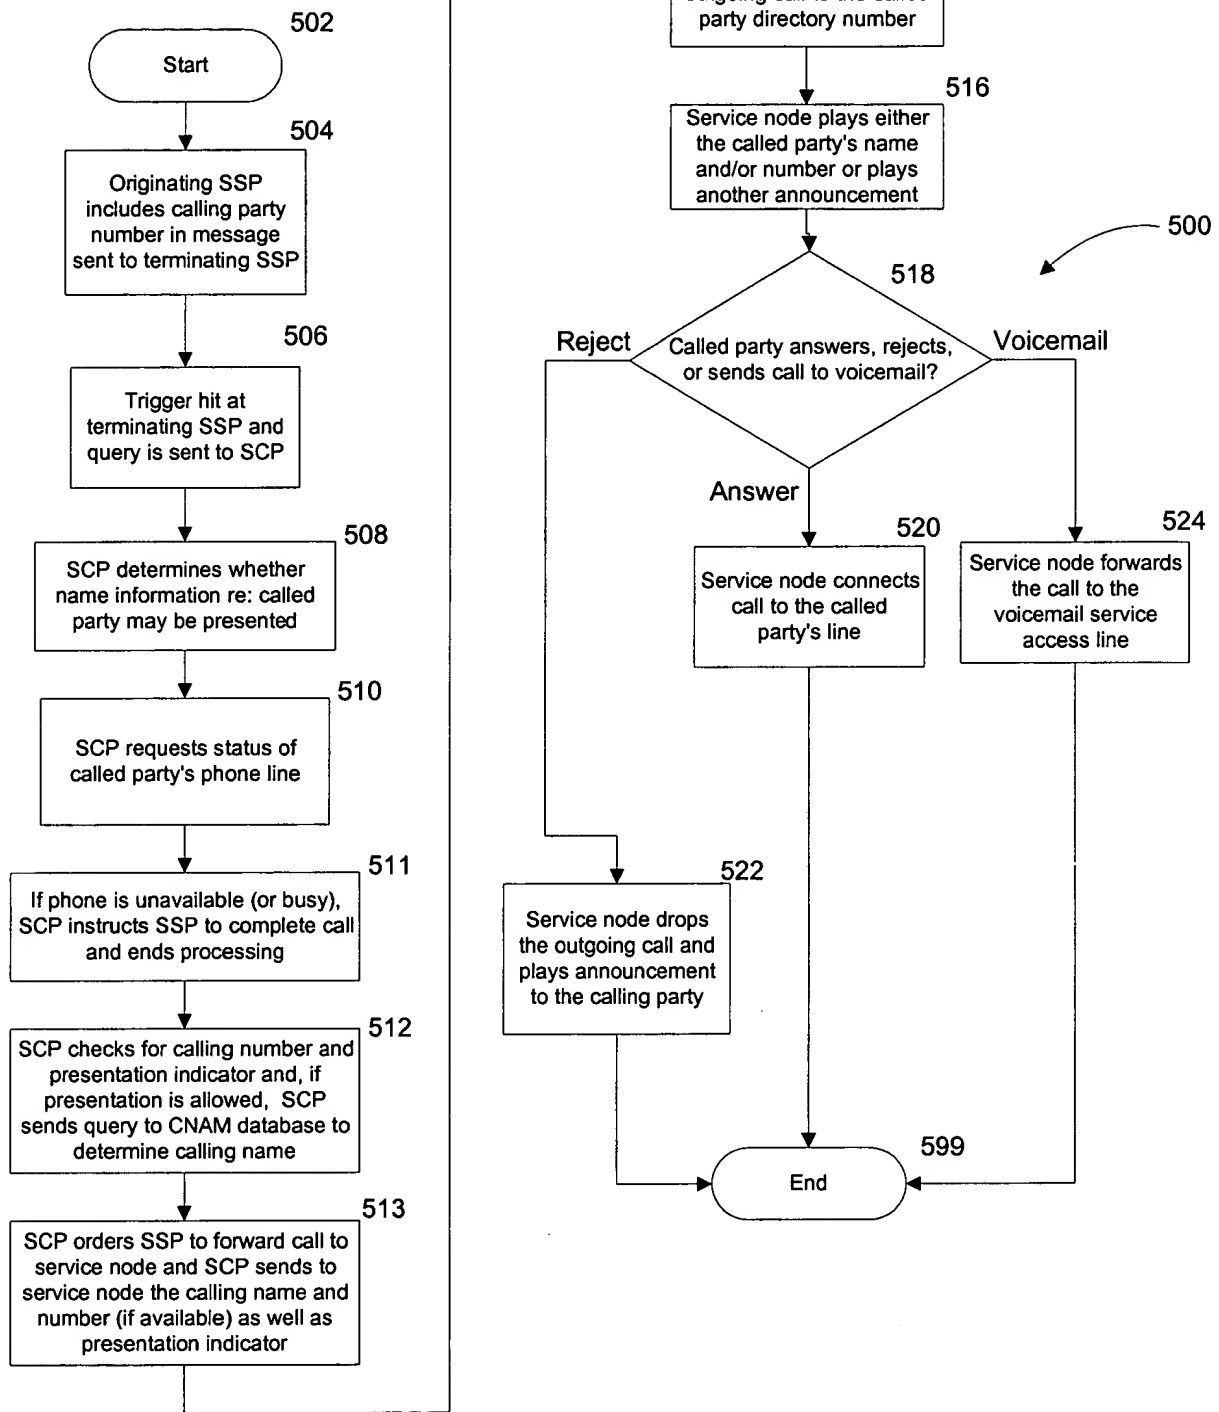 502
Start
504
Originating SSP
includes calling party
number in message
sent to terminating SSP
506
Trigger hit at
terminating SSP and
query is sent to SCP
508
SCP determines whether
name information re: called
party may be presented
510
SCP requests status of
called party's phone line
511
If phone is unavailable (or busy),
SCP instructs SSP to complete call
and ends processing
512
SCP checks for calling number and
presentation indicator and, if
presentation is allowed, SCP
sends query to CNAM database to
determine calling name
513
SCP orders SSP to forward call to
service node and SCP sends to
service node the calling name and
number (if available) as well as
presentation indicator
party directory number
516
Service node plays either
the called party's name
and/or number or plays
another announcement
500
518
Called party answers, rejects,
or sends call to voicemail?
Reject
Voicemail
Answer
520
Service node connects
call to the called
party's line
524
Service node forwards
the call to the
voicemail service
access line
522
Service node drops
the outgoing call and
plays announcement
to the calling party
599
End